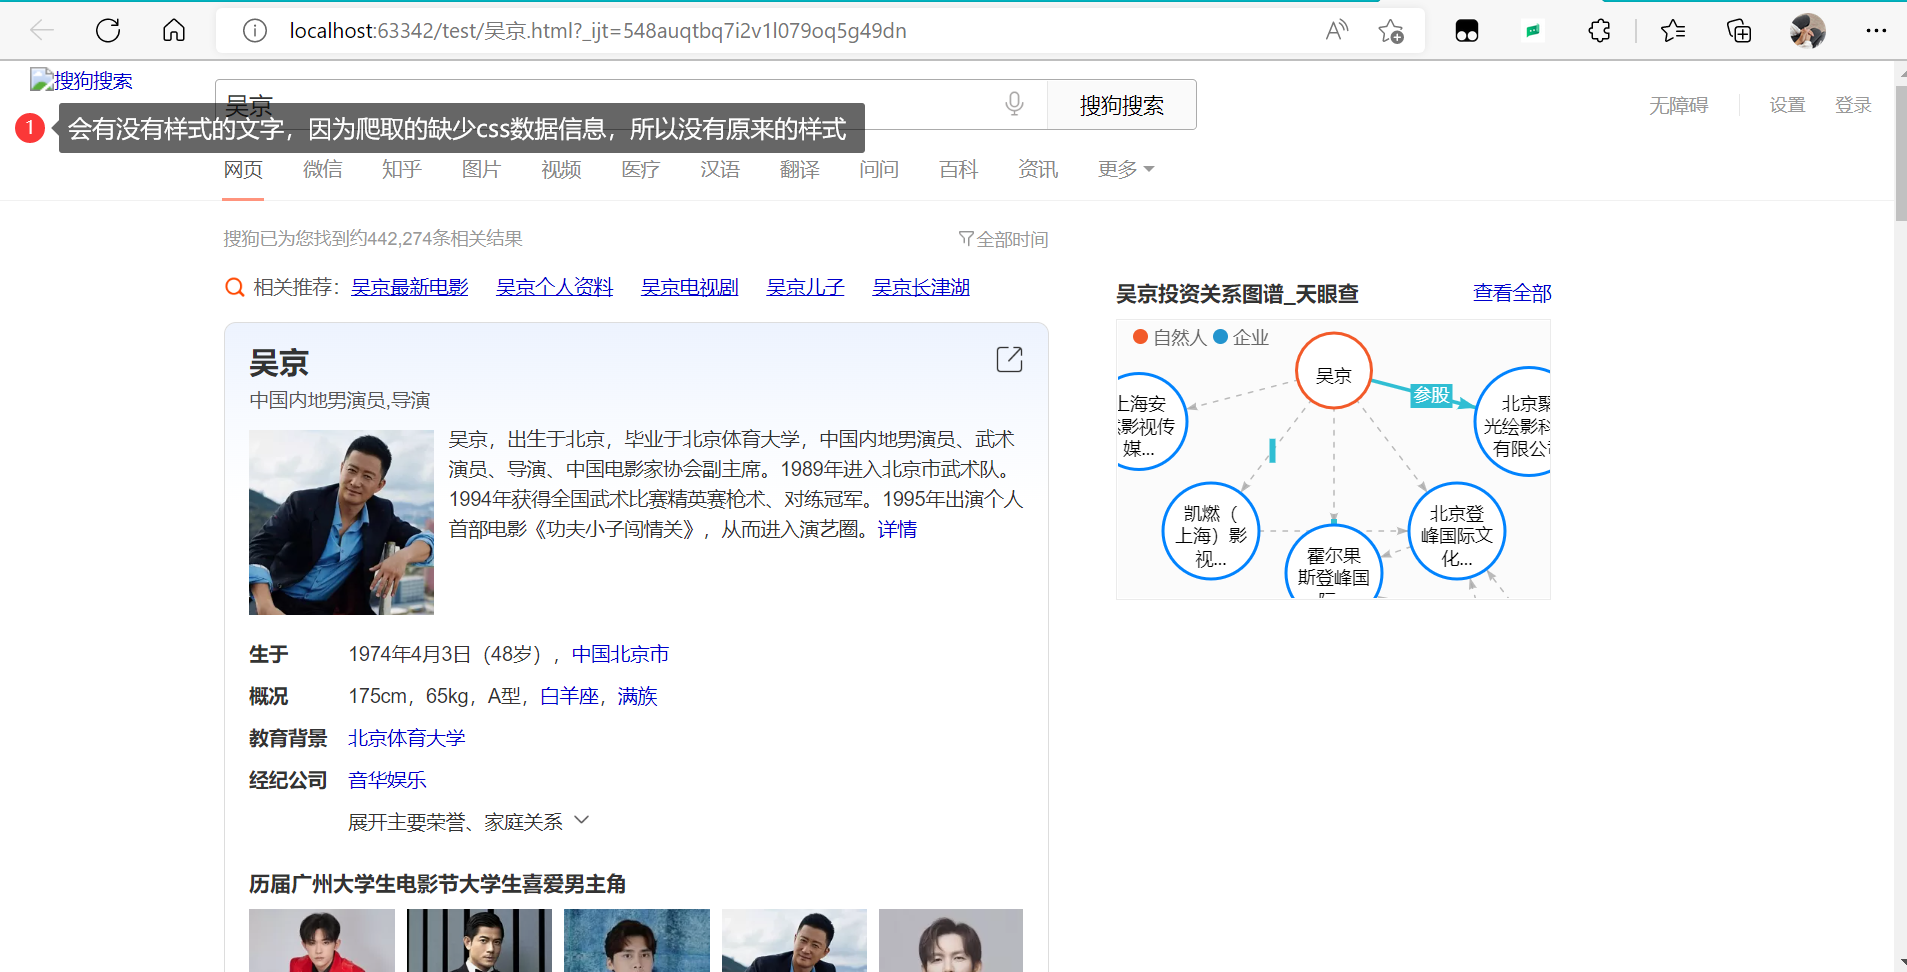 localhost:63342/test/吴京.html?_ijt=548auqtbq7i2v1l079oq5g49dn
搜狗搜索
吴京
搜狗搜索
无障碍
设置
登录
1
会有没有样式的文字，因为爬取的缺少css数据信息，所以没有原来的样式
网页 微信 知乎 图片 视频 医疗 汉语 翻译 问问 百科 资讯 更多
搜狗已为您找到约442,274条相关结果
全部时间
相关推荐： 吴京最新电影 吴京个人资料 吴京电视剧 吴京儿子 吴京长津湖
吴京
中国内地男演员,导演
吴京，出生于北京，毕业于北京体育大学，中国内地男演员、武术
演员、导演、中国电影家协会副主席。1989年进入北京市武术队。
1994年获得全国武术比赛精英赛枪术、对练冠军。1995年出演个人
首部电影《功夫小子闯情关》，从而进入演艺圈。详情
生于 1974年4月3日（48岁），中国北京市
概况 175cm，65kg，A型，白羊座，满族
教育背景 北京体育大学
经纪公司 音华娱乐
展开主要荣誉、家庭关系
历届广州大学生电影节大学生喜爱男主角
吴京投资关系图谱_天眼查 查看全部
自然人 企业
吴京
参股
上海安
影视传
媒...
北京聚
光绘影科
有限公司
凯燃（
上海）影
视...
霍尔果
斯登峰国
际
北京登
峰国际文
化...